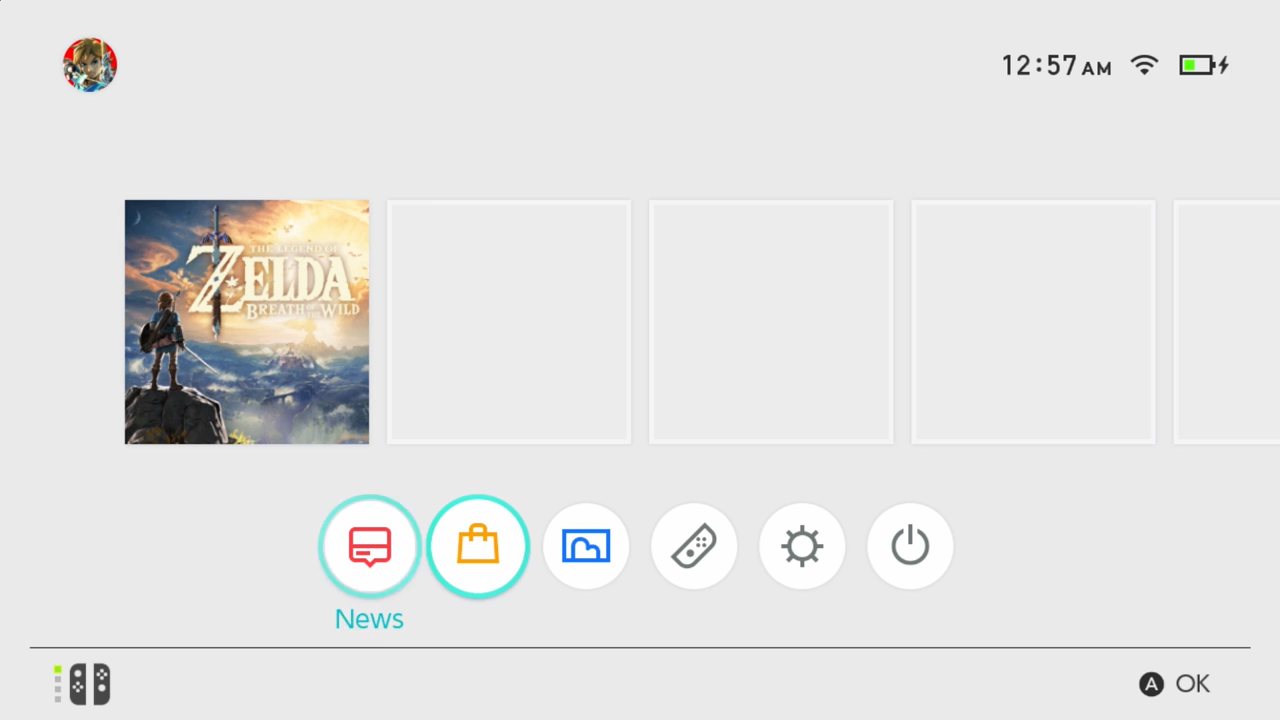 12:57 AM
THE LEGEND OF
ZELDA
BREATH OF THE WILD
News
A OK